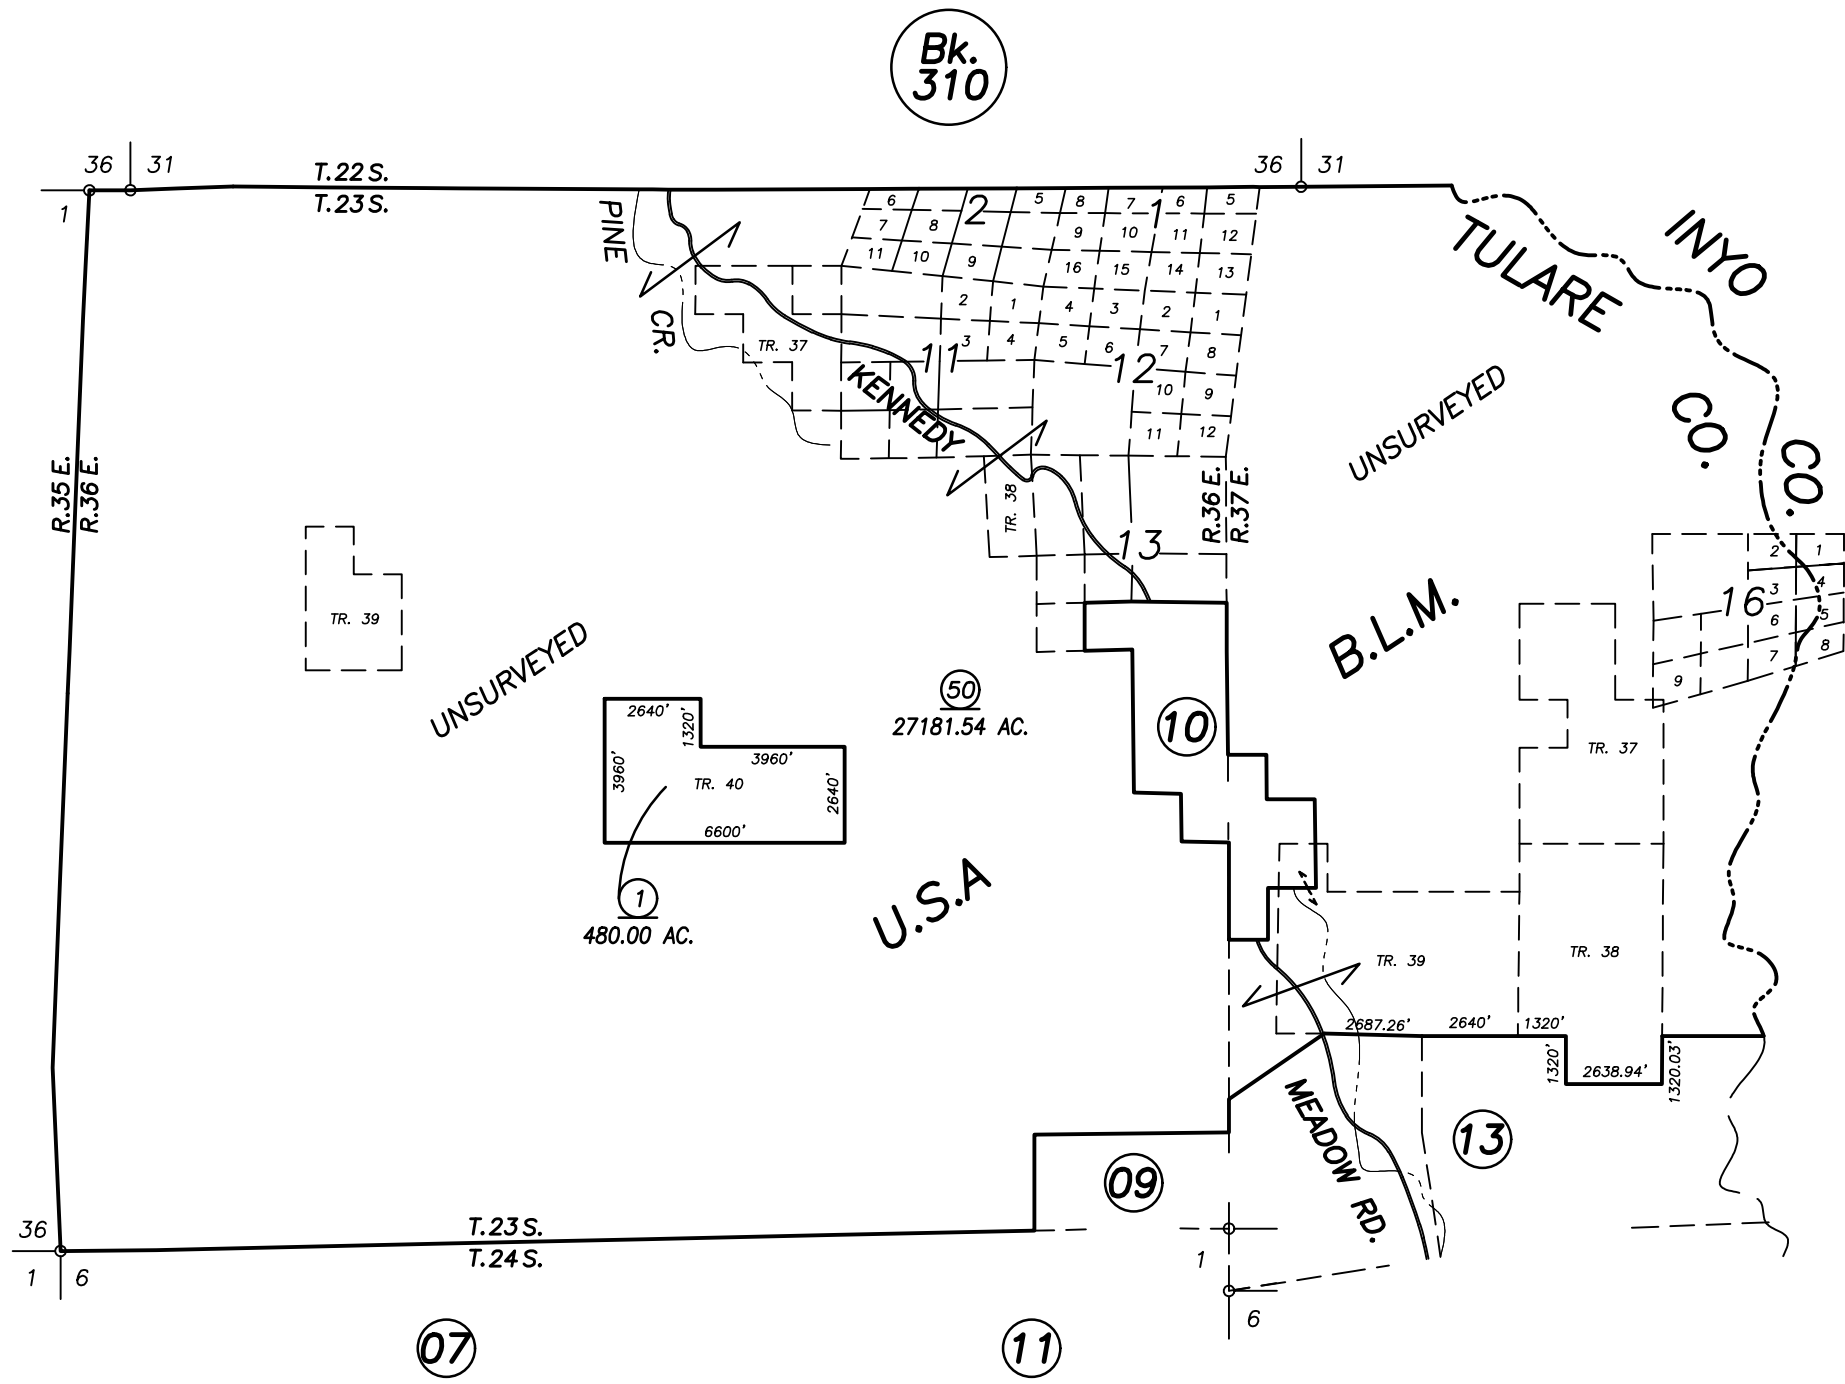 Bk.
310
36 31
36 31
T.22 S.
T.23 S.
1
PINE
CR.
6 2 5 8 7 1 6 5
7 8 9 10 11 12
11 10 9 16 15 14 13
2 1 4 3 2 1
3 4 5 6 7 8
11
12
10 9
11 12
TR. 37
KENNEDY
TR. 38
13
INYO
TULARE
CO.
CO.
UNSURVEYED
R.35 E.
R.36 E.
R.36 E.
R.37 E.
TR. 39
UNSURVEYED
2 1
3 4
16
6 5
7 8
9
B.L.M.
50
27181.54 AC.
10
2640'
1320'
3960'
3960'
TR. 40
2640'
6600'
TR. 37
1
480.00 AC.
U.S.A
TR. 39
TR. 38
2687.26' 2640' 1320'
1320'
2638.94'
1320.03'
MEADOW RD.
13
09
36
1 6
T.23 S.
T.24 S.
1
6
07
11